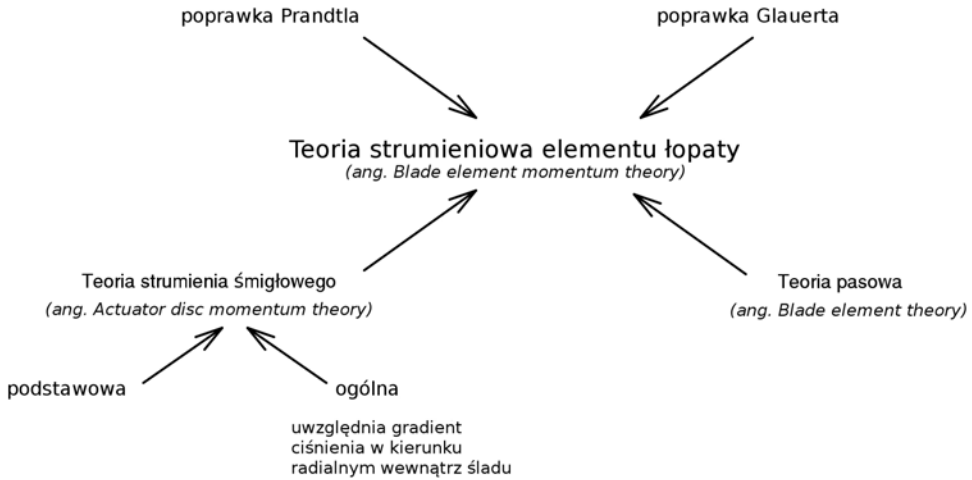 poprawka Prandtla
poprawka Glauerta
Teoria strumieniowa elementu łopaty
(ang. Blade element momentum theory)
Teoria strumienia śmigłowego
(ang. Actuator disc momentum theory)
Teoria pasowa
(ang. Blade element theory)
podstawowa
ogólna
uwzględnia gradient
ciśnienia w kierunku
radialnym wewnątrz śladu